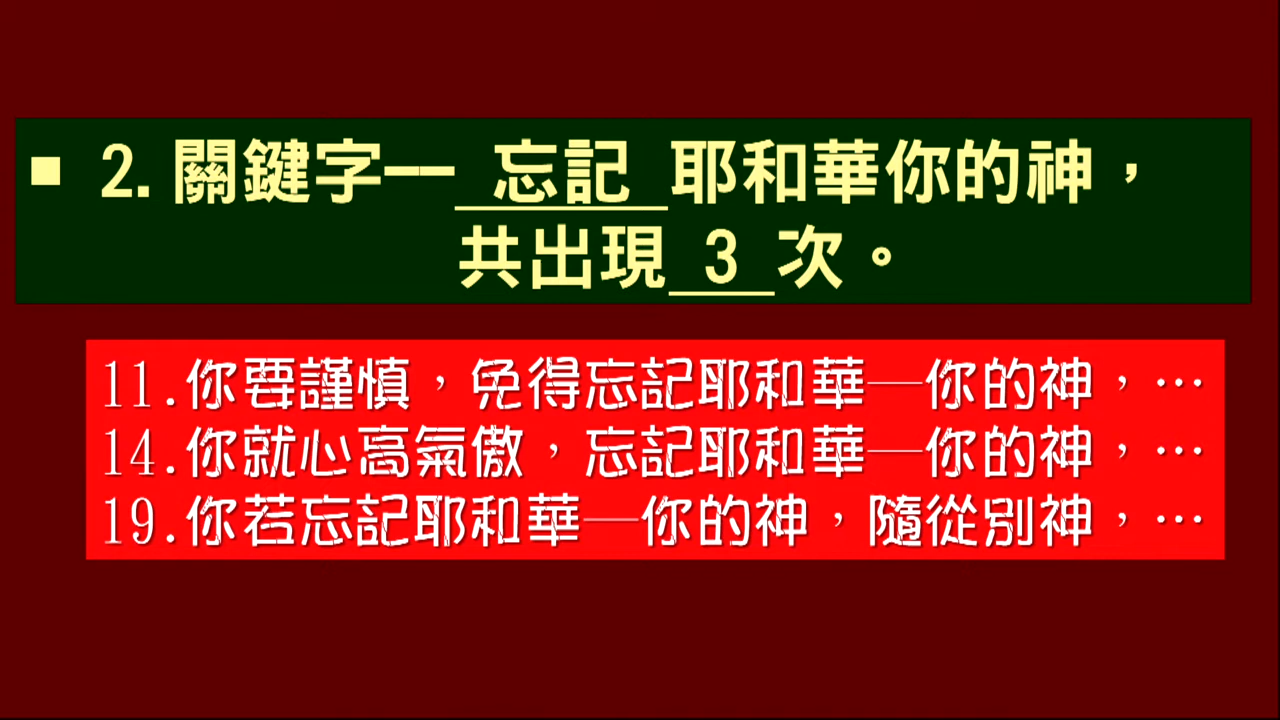 ▪ 2.關鍵字── 忘記 耶和華你的神，
共出現 3 次。
11.你要謹慎，免得忘記耶和華─你的神，…
14.你就心高氣傲，忘記耶和華─你的神，…
19.你若忘記耶和華─你的神，隨從別神，…